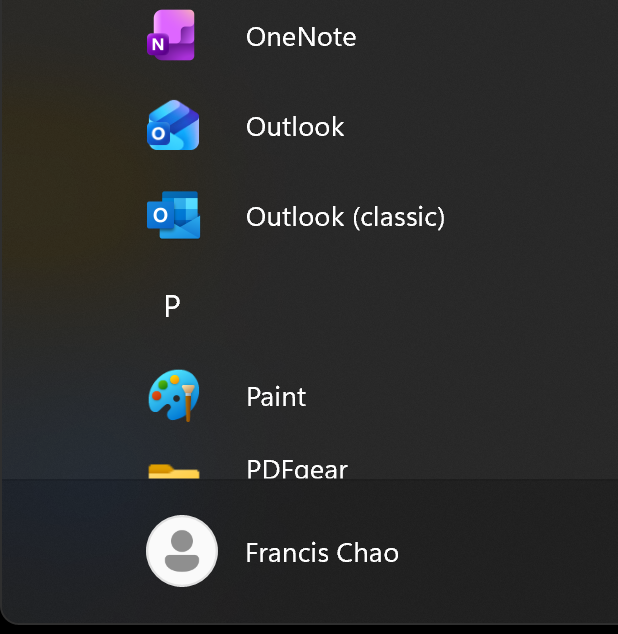 N
OneNote
O
Outlook
O
Outlook (classic)
P
Paint
PDFgear
Francis Chao